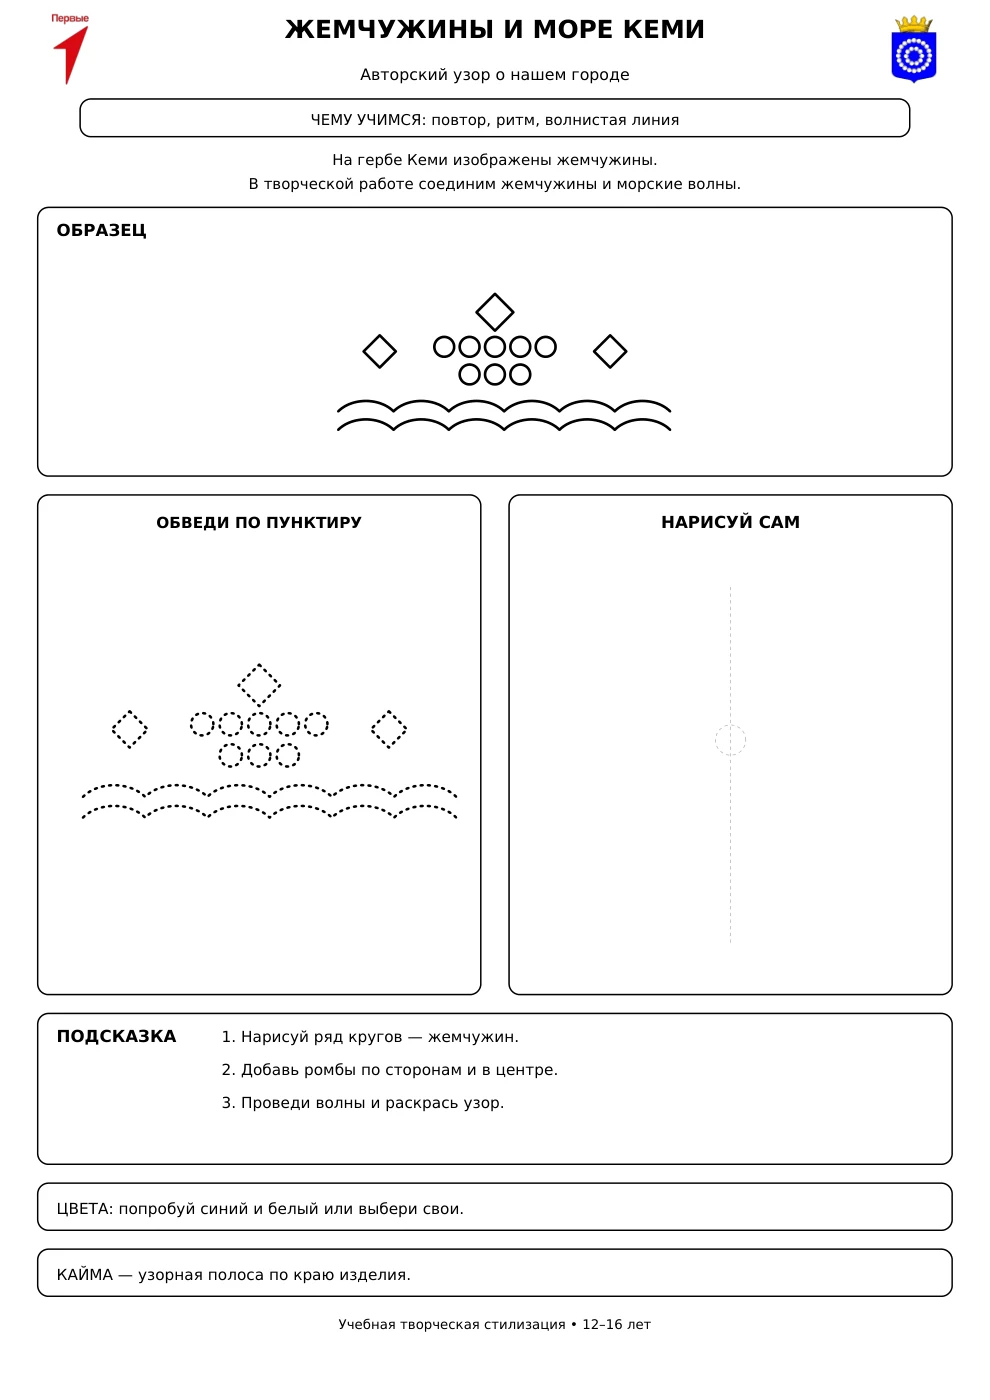 Первые
ЖЕМЧУЖИНЫ И МОРЕ КЕМИ
Авторский узор о нашем городе
ЧЕМУ УЧИМСЯ: повтор, ритм, волнистая линия
На гербе Кеми изображены жемчужины.
В творческой работе соединим жемчужины и морские волны.
ОБРАЗЕЦ
ОБВЕДИ ПО ПУНКТИРУ
НАРИСУЙ САМ
ПОДСКАЗКА
1. Нарисуй ряд кругов — жемчужин.
2. Добавь ромбы по сторонам и в центре.
3. Проведи волны и раскрась узор.
ЦВЕТА: попробуй синий и белый или выбери свои.
КАЙМА — узорная полоса по краю изделия.
Учебная творческая стилизация • 12–16 лет